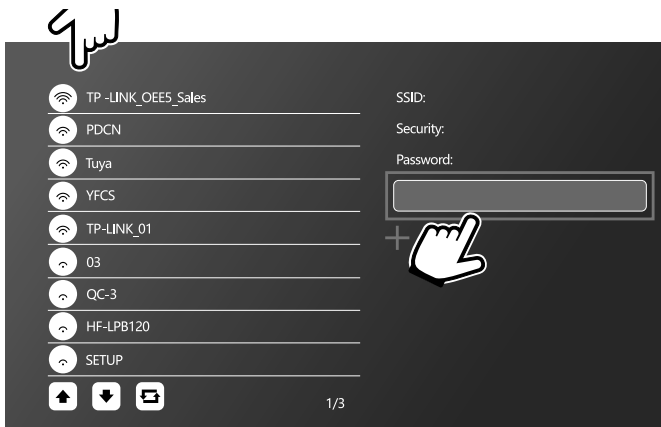 TP -LINK_OEE5_Sales
PDCN
Tuya
YFCS
TP-LINK_01
03
QC-3
HF-LPB120
SETUP
1/3
SSID:
Security:
Password: